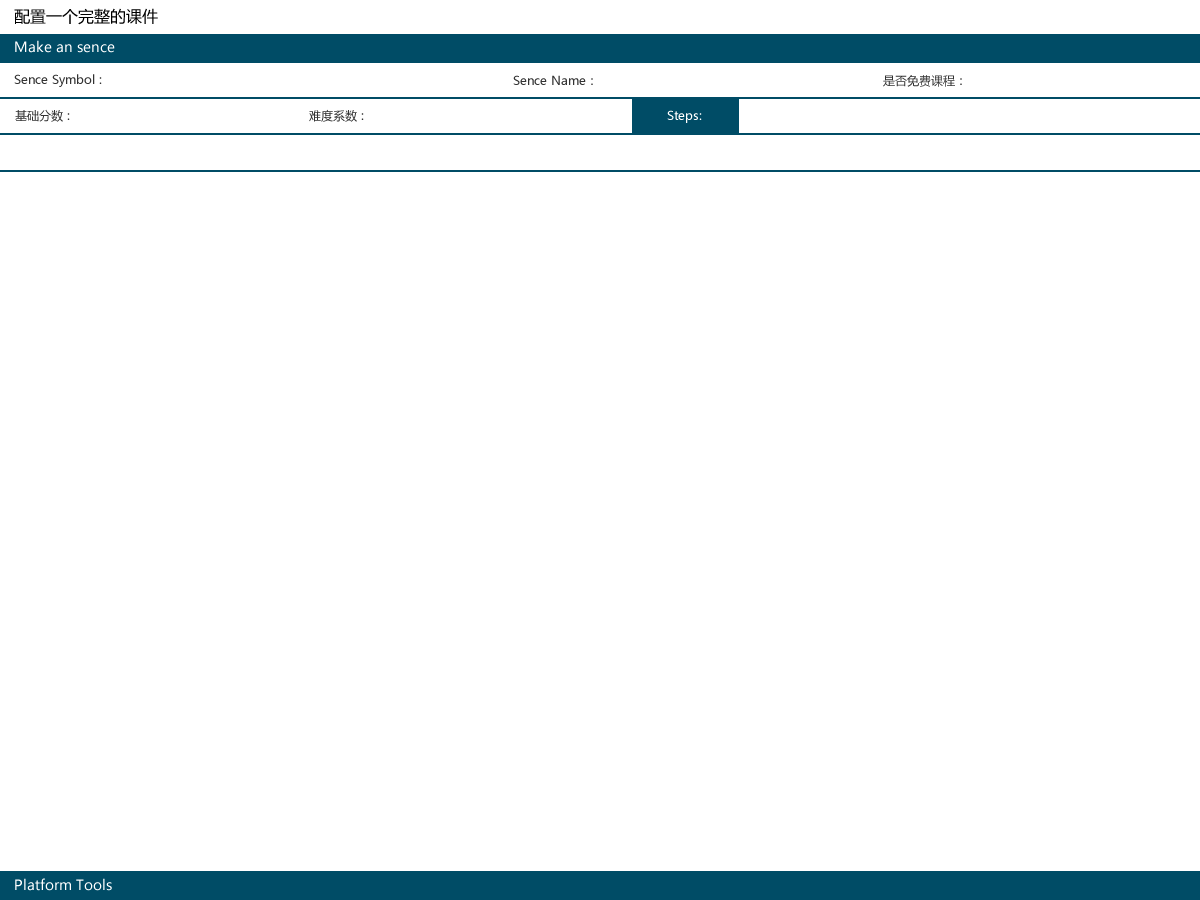 配置一个完整的课件
Make an sence
Sence Symbol : Sence Name : 是否免费课程 :
基础分数 : 难度系数 : Steps:
Platform Tools